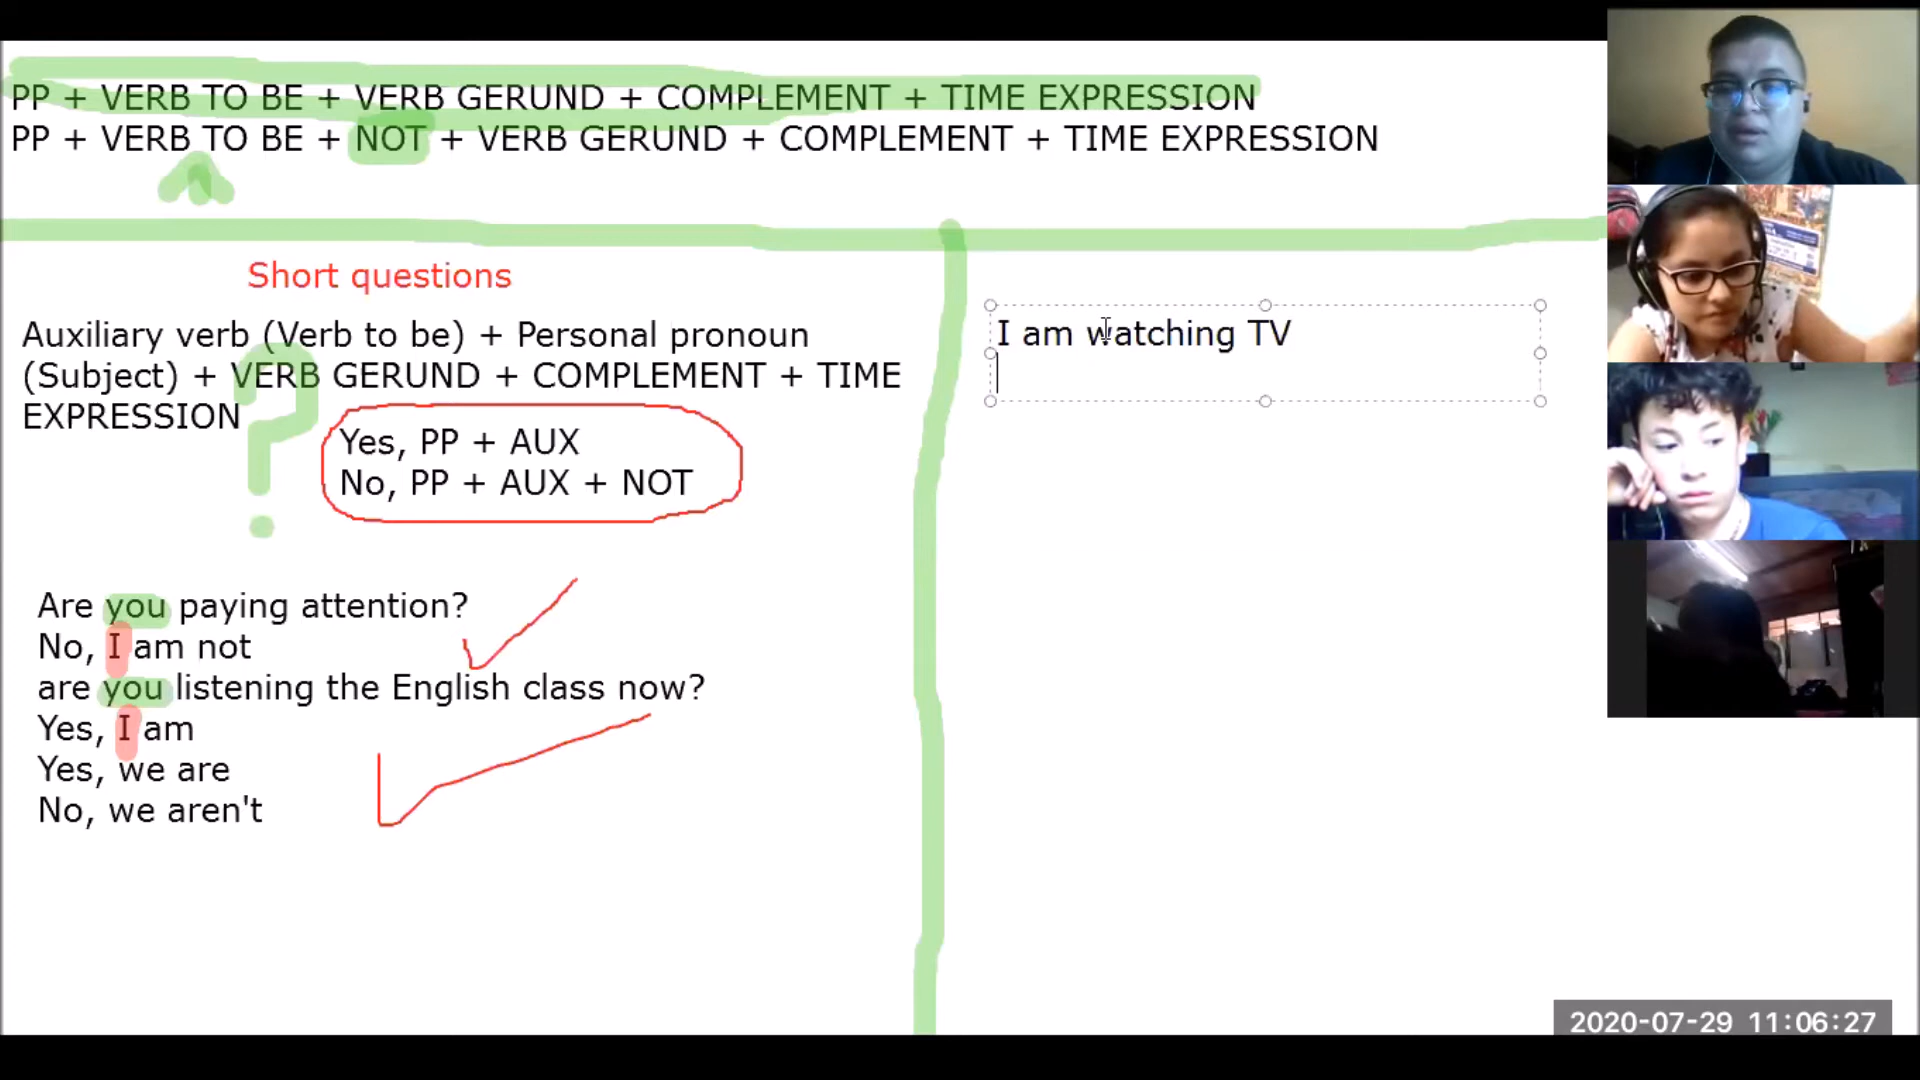 PP + VERB TO BE + VERB GERUND + COMPLEMENT + TIME EXPRESSION
PP + VERB TO BE + NOT + VERB GERUND + COMPLEMENT + TIME EXPRESSION
Short questions
Auxiliary verb (Verb to be) + Personal pronoun
(Subject) + VERB GERUND + COMPLEMENT + TIME
EXPRESSION
?
Yes, PP + AUX
No, PP + AUX + NOT
Are you paying attention?
No, I am not
are you listening the English class now?
Yes, I am
Yes, we are
No, we aren't
I am watching TV
2020-07-29 11:06:27